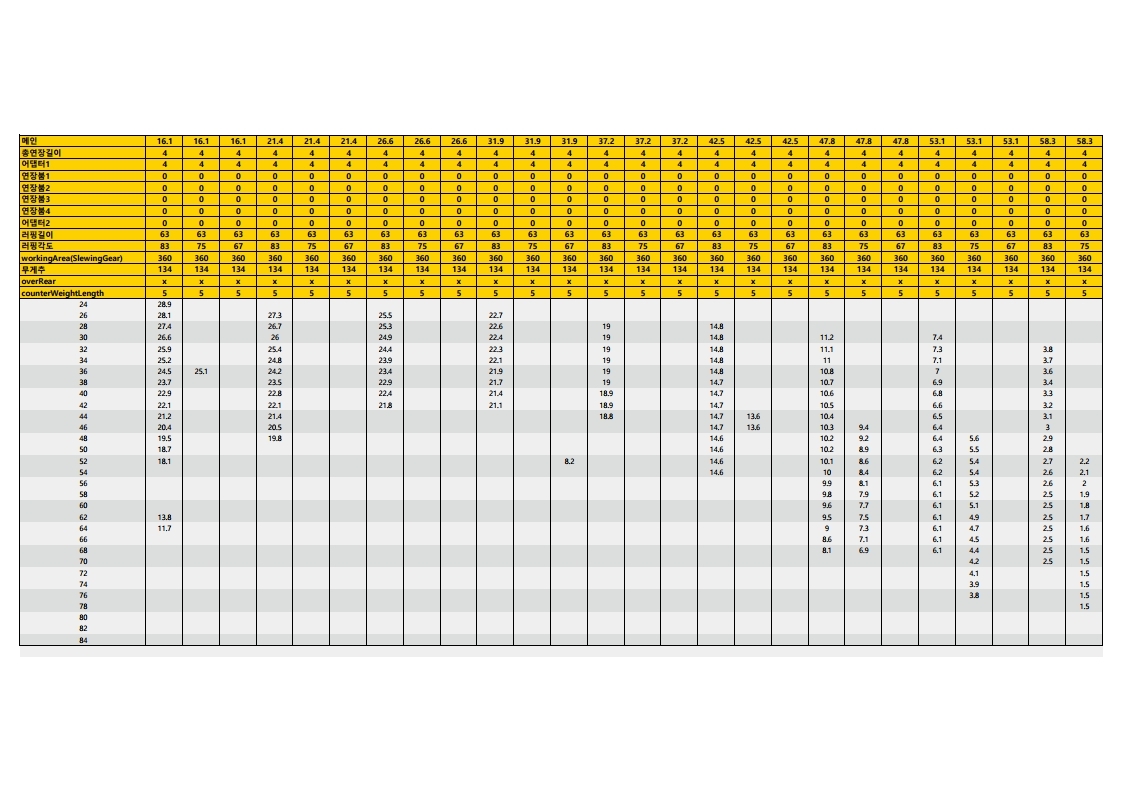 메인 16.1 16.1 16.1 21.4 21.4 21.4 26.6 26.6 26.6 31.9 31.9 31.9 37.2 37.2 37.2 42.5 42.5 42.5 47.8 47.8 47.8 53.1 53.1 53.1 58.3 58.3
총연장길이 4 4 4 4 4 4 4 4 4 4 4 4 4 4 4 4 4 4 4 4 4 4 4 4 4 4
어댑터1 4 4 4 4 4 4 4 4 4 4 4 4 4 4 4 4 4 4 4 4 4 4 4 4 4 4
연장붐1 0 0 0 0 0 0 0 0 0 0 0 0 0 0 0 0 0 0 0 0 0 0 0 0 0 0
연장붐2 0 0 0 0 0 0 0 0 0 0 0 0 0 0 0 0 0 0 0 0 0 0 0 0 0 0
연장붐3 0 0 0 0 0 0 0 0 0 0 0 0 0 0 0 0 0 0 0 0 0 0 0 0 0 0
연장붐4 0 0 0 0 0 0 0 0 0 0 0 0 0 0 0 0 0 0 0 0 0 0 0 0 0 0
어댑터2 0 0 0 0 0 0 0 0 0 0 0 0 0 0 0 0 0 0 0 0 0 0 0 0 0 0
러핑길이 63 63 63 63 63 63 63 63 63 63 63 63 63 63 63 63 63 63 63 63 63 63 63 63 63 63
러핑각도 83 75 67 83 75 67 83 75 67 83 75 67 83 75 67 83 75 67 83 75 67 83 75 67 83 75
workingArea(SlewingGear) 360 360 360 360 360 360 360 360 360 360 360 360 360 360 360 360 360 360 360 360 360 360 360 360 360 360
무게추 134 134 134 134 134 134 134 134 134 134 134 134 134 134 134 134 134 134 134 134 134 134 134 134 134 134
overRear x x x x x x x x x x x x x x x x x x x x x x x x x x
counterWeightLength 5 5 5 5 5 5 5 5 5 5 5 5 5 5 5 5 5 5 5 5 5 5 5 5 5 5
24 28.9
26 28.1 27.3 25.5 22.7
28 27.4 26.7 25.3 22.6 19 14.8
30 26.6 26 24.9 22.4 19 14.8 11.2 7.4
32 25.9 25.4 24.4 22.3 19 14.8 11.1 7.3 3.8
34 25.2 24.8 23.9 22.1 19 14.8 11 7.1 3.7
36 24.5 25.1 24.2 23.4 21.9 19 14.8 10.8 7 3.6
38 23.7 23.5 22.9 21.7 19 14.7 10.7 6.9 3.4
40 22.9 22.8 22.4 21.4 18.9 14.7 10.6 6.8 3.3
42 22.1 22.1 21.8 21.1 18.9 14.7 10.5 6.6 3.2
44 21.2 21.4 18.8 14.7 13.6 10.4 6.5 3.1
46 20.4 20.5 14.7 13.6 10.3 9.4 6.4 3
48 19.5 19.8 14.6 10.2 9.2 6.4 5.6 2.9
50 18.7 14.6 10.2 8.9 6.3 5.5 2.8
52 18.1 8.2 14.6 10.1 8.6 6.2 5.4 2.7 2.2
54 14.6 10 8.4 6.2 5.4 2.6 2.1
56 9.9 8.1 6.1 5.3 2.6 2
58 9.8 7.9 6.1 5.2 2.5 1.9
60 9.6 7.7 6.1 5.1 2.5 1.8
62 13.8 9.5 7.5 6.1 4.9 2.5 1.7
64 11.7 9 7.3 6.1 4.7 2.5 1.6
66 8.6 7.1 6.1 4.5 2.5 1.6
68 8.1 6.9 6.1 4.4 2.5 1.5
70 4.2 2.5 1.5
72 4.1 1.5
74 3.9 1.5
76 3.8 1.5
78 1.5
80
82
84